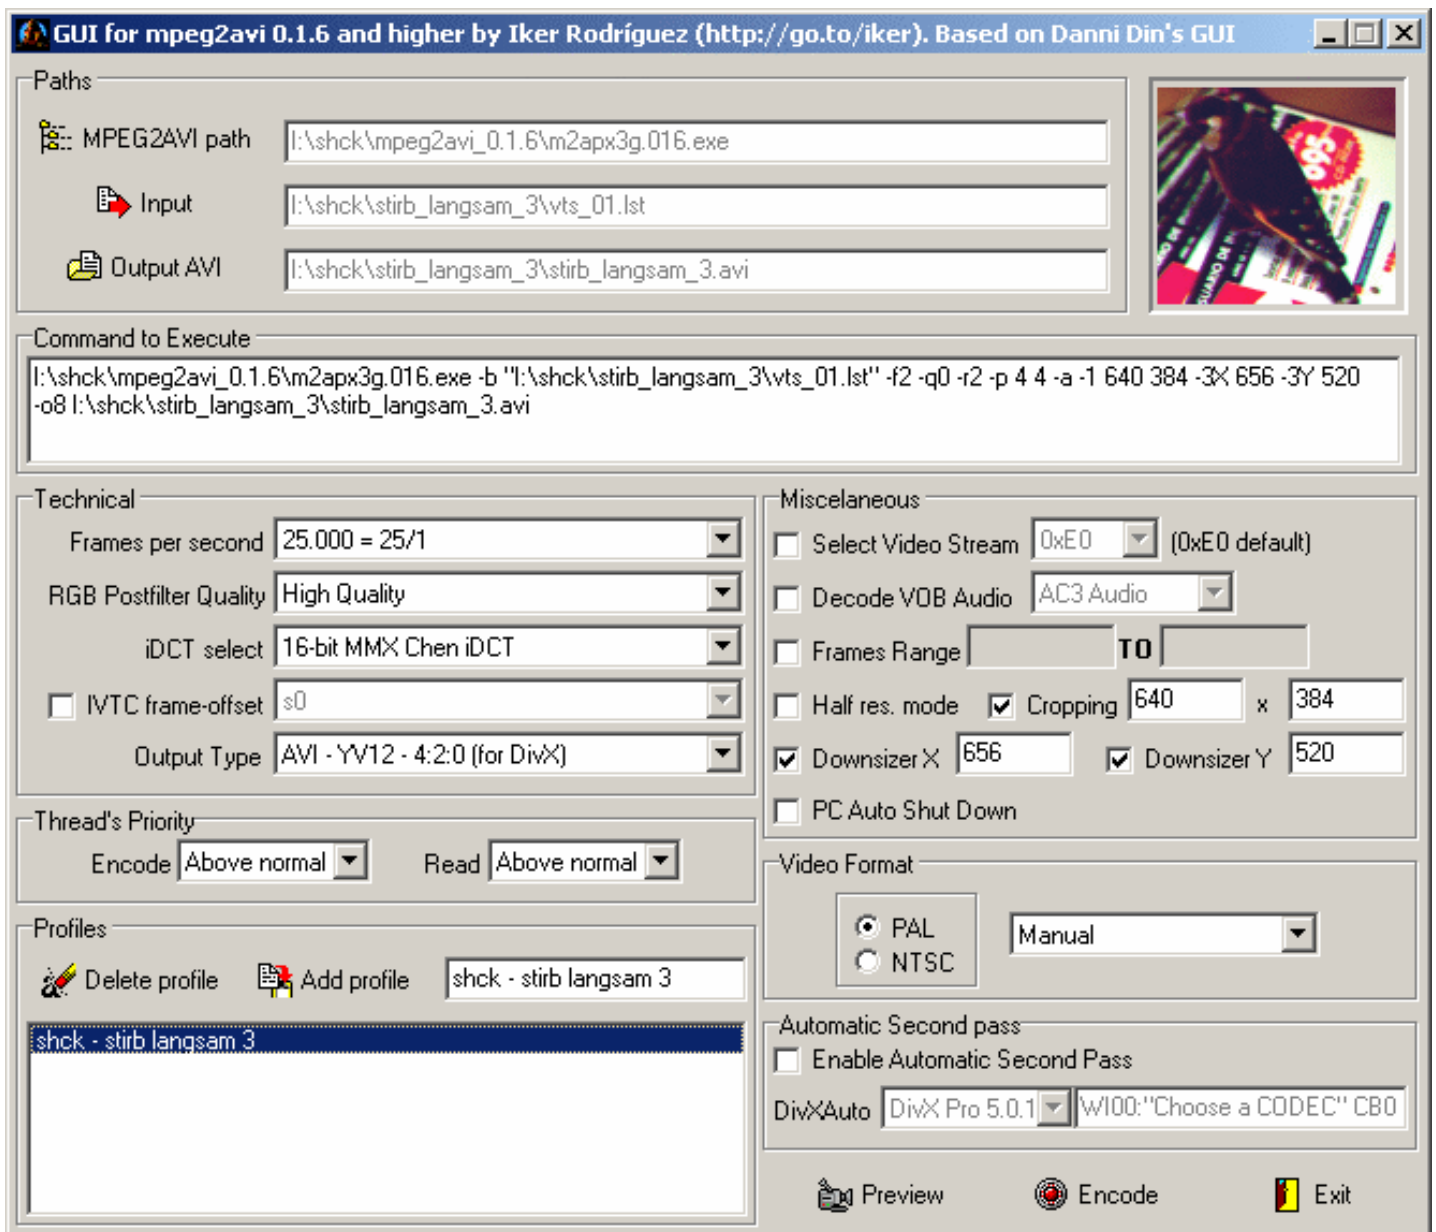 GUI for mpeg2avi 0.1.6 and higher by Iker Rodríguez (http://go.to/iker). Based on Danni Din's GUI
Paths
MPEG2AVI path l:\shck\mpeg2avi_0.1.6\m2apx3g.016.exe
Input l:\shck\stirb_langsam_3\vts_01.lst
Output AVI l:\shck\stirb_langsam_3\stirb_langsam_3.avi
095
USUARIO DE
Command to Execute
l:\shck\mpeg2avi_0.1.6\m2apx3g.016.exe -b "l:\shck\stirb_langsam_3\vts_01.lst" -f2 -q0 -r2 -p 4 4 -a -1 640 384 -3X 656 -3Y 520
-o8 l:\shck\stirb_langsam_3\stirb_langsam_3.avi
Technical
Frames per second 25.000 = 25/1
RGB Postfilter Quality High Quality
iDCT select 16-bit MMX Chen iDCT
IVTC frame-offset s0
Output Type AVI - YV12 - 4:2:0 (for DivX)
Thread's Priority
Encode Above normal Read Above normal
Profiles
Delete profile Add profile shck - stirb langsam 3
shck - stirb langsam 3
Miscelaneous
Select Video Stream 0xE0 (0xE0 default)
Decode VOB Audio AC3 Audio
Frames Range TO
Half res. mode Cropping 640 x 384
Downsizer X 656 Downsizer Y 520
PC Auto Shut Down
Video Format
PAL
NTSC
Manual
Automatic Second pass
Enable Automatic Second Pass
DivXAuto DivX Pro 5.0.1 WI00:"Choose a CODEC" CB0
Preview Encode Exit